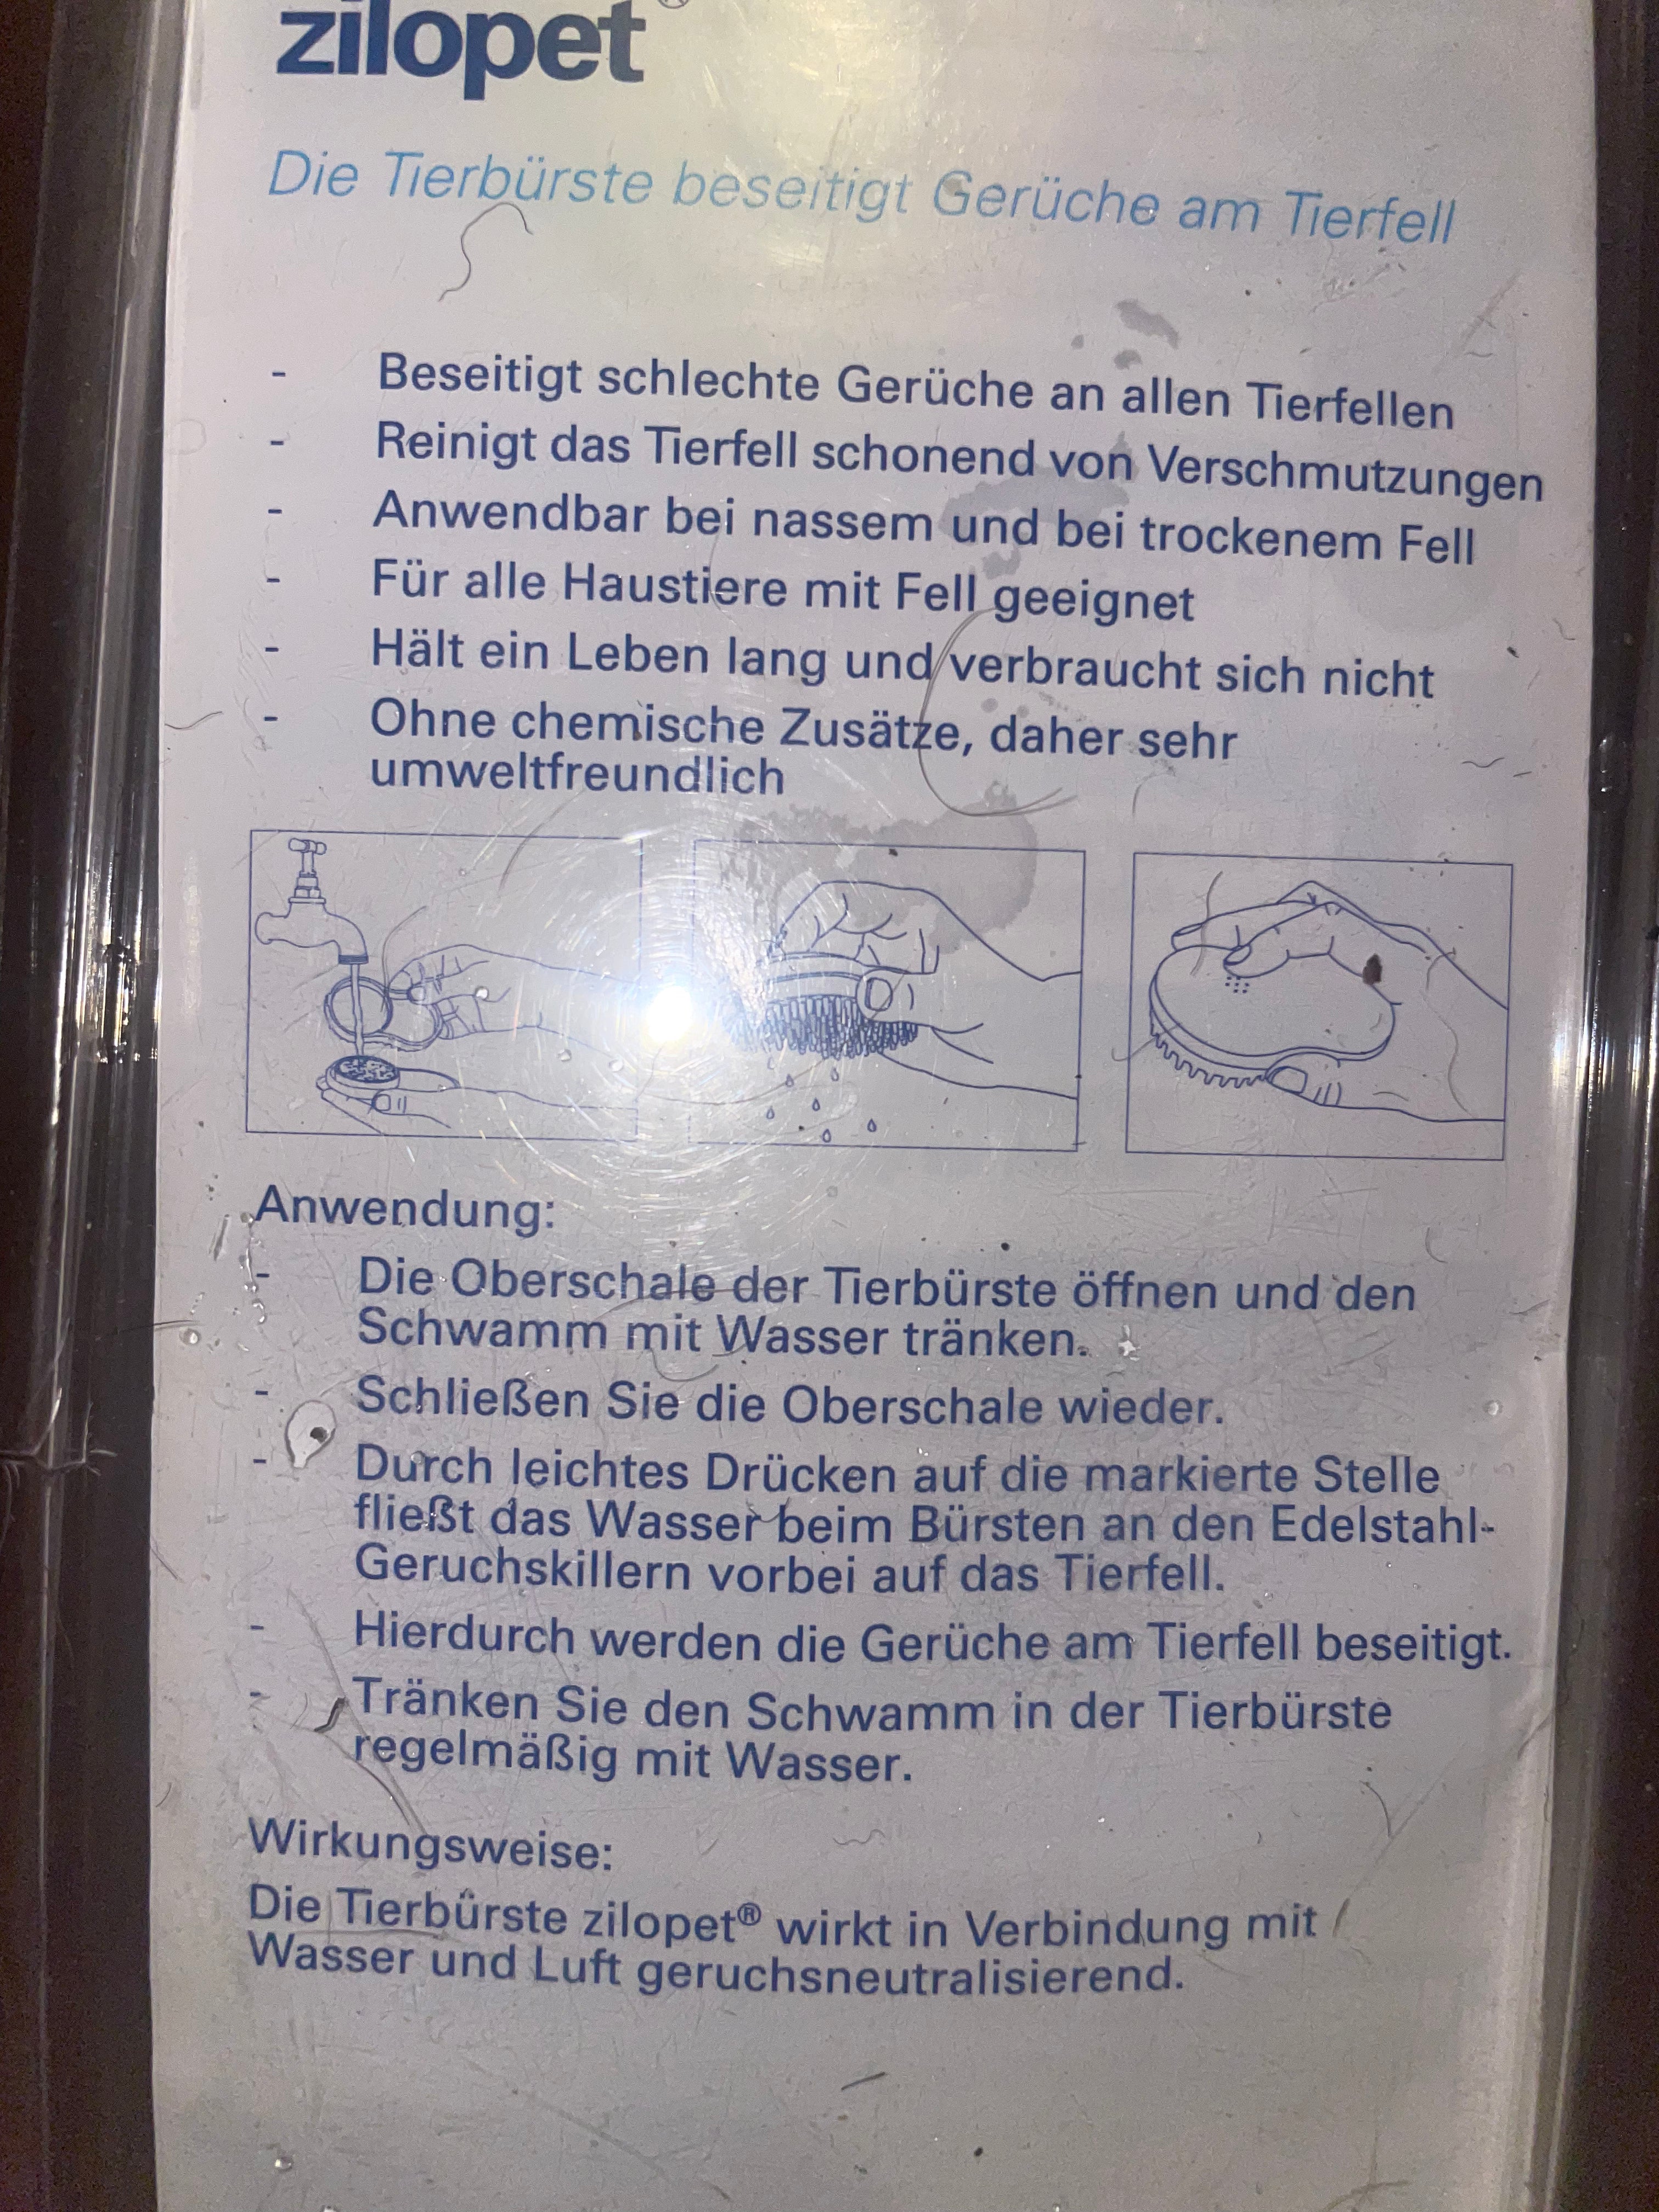 zilopet®
Die Tierbürste beseitigt Gerüche am Tierfell
- Beseitigt schlechte Gerüche an allen Tierfellen
- Reinigt das Tierfell schonend von Verschmutzungen
- Anwendbar bei nassem und bei trockenem Fell
- Für alle Haustiere mit Fell geeignet
- Hält ein Leben lang und verbraucht sich nicht
- Ohne chemische Zusätze, daher sehr
umweltfreundlich
Anwendung:
- Die Oberschale der Tierbürste öffnen und den
Schwamm mit Wasser tränken.
- Schließen Sie die Oberschale wieder.
- Durch leichtes Drücken auf die markierte Stelle
fließt das Wasser beim Bürsten an den Edelstahl-
Geruchskillern vorbei auf das Tierfell.
- Hierdurch werden die Gerüche am Tierfell beseitigt.
- Tränken Sie den Schwamm in der Tierbürste
regelmäßig mit Wasser.
Wirkungsweise:
Die Tierbürste zilopet® wirkt in Verbindung mit
Wasser und Luft geruchsneutralisierend.